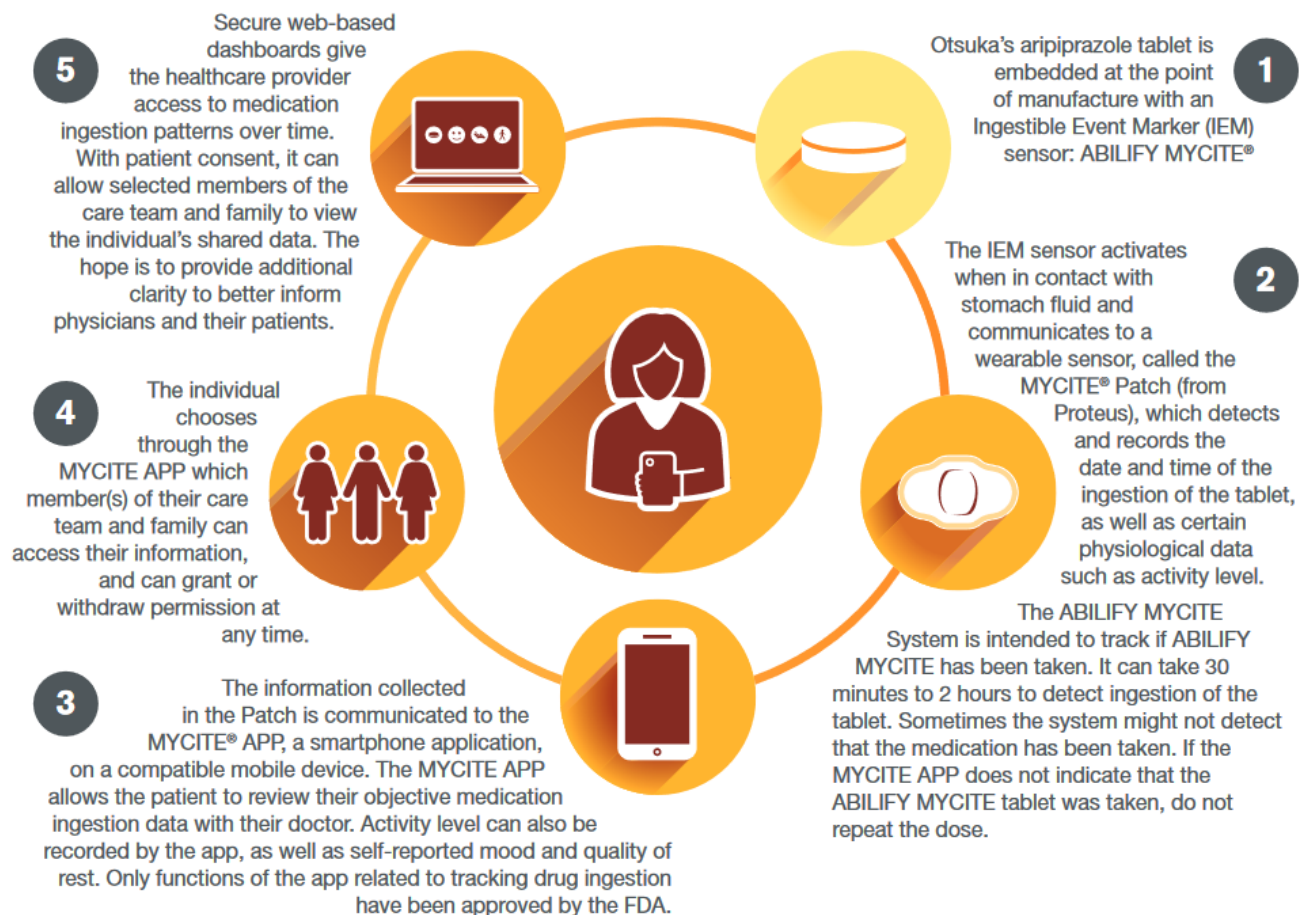 1
Otsuka's aripiprazole tablet is
embedded at the point
of manufacture with an
Ingestible Event Marker (IEM)
sensor: ABILIFY MYCITE®
2
The IEM sensor activates
when in contact with
stomach fluid and
communicates to a
wearable sensor, called the
MYCITE® Patch (from
Proteus), which detects
and records the
date and time of the
ingestion of the tablet,
as well as certain
physiological data
such as activity level.
The ABILIFY MYCITE
System is intended to track if ABILIFY
MYCITE has been taken. It can take 30
minutes to 2 hours to detect ingestion of the
tablet. Sometimes the system might not detect
that the medication has been taken. If the
MYCITE APP does not indicate that the
ABILIFY MYCITE tablet was taken, do not
repeat the dose.
3
The information collected
in the Patch is communicated to the
MYCITE® APP, a smartphone application,
on a compatible mobile device. The MYCITE APP
allows the patient to review their objective medication
ingestion data with their doctor. Activity level can also be
recorded by the app, as well as self-reported mood and quality of
rest. Only functions of the app related to tracking drug ingestion
have been approved by the FDA.
4
The individual
chooses
through the
MYCITE APP which
member(s) of their care
team and family can
access their information,
and can grant or
withdraw permission at
any time.
5
Secure web-based
dashboards give
the healthcare provider
access to medication
ingestion patterns over time.
With patient consent, it can
allow selected members of the
care team and family to view
the individual's shared data. The
hope is to provide additional
clarity to better inform
physicians and their patients.